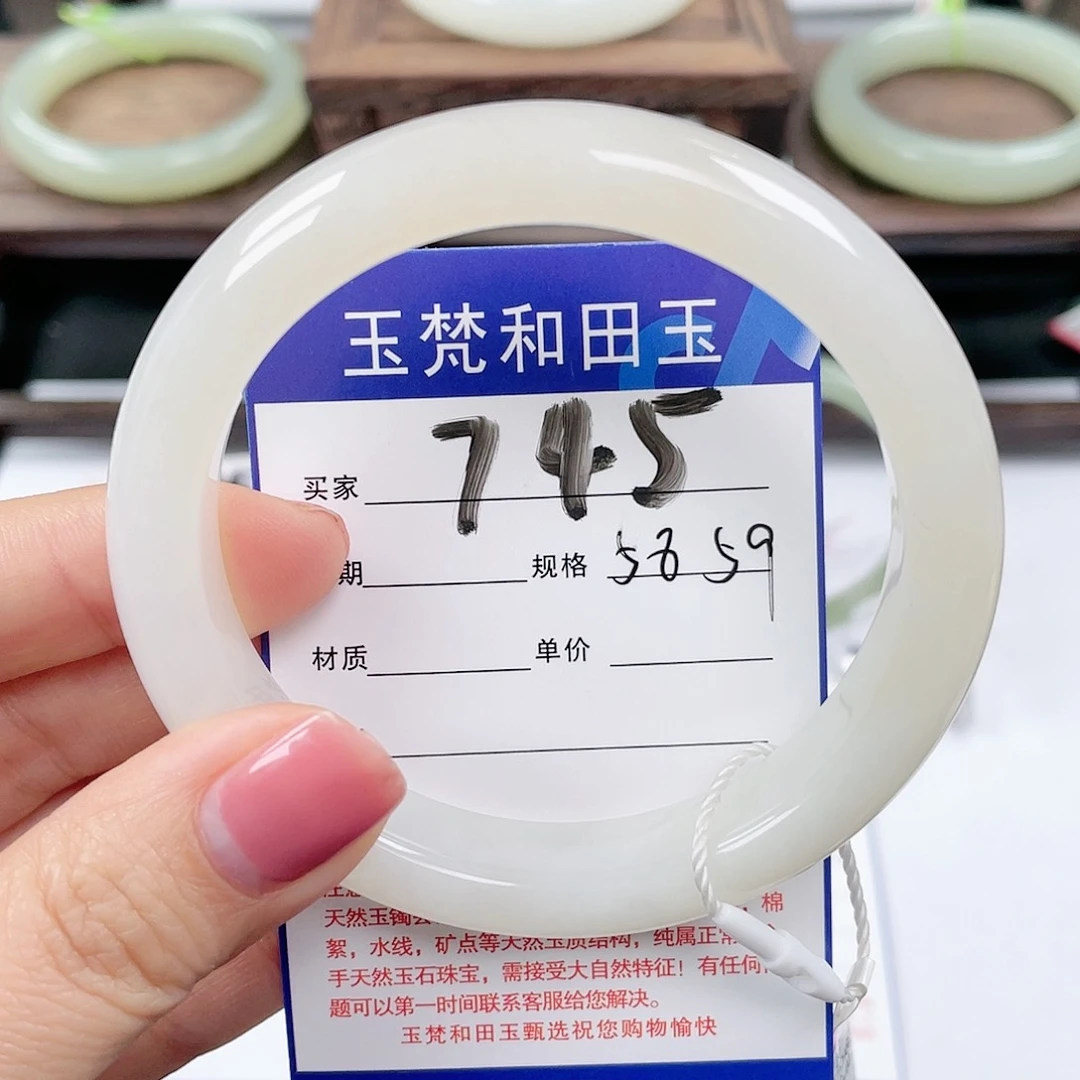 玉梵和田玉
买家 745
期 规格 56 59
材质 单价
天然玉镯 棉
絮,水线,矿点等天然玉质结构,纯属正常
手天然玉石珠宝,需接受大自然特征!有任何
题可以第一时间联系客服给您解决。
玉梵和田玉甄选祝您购物愉快